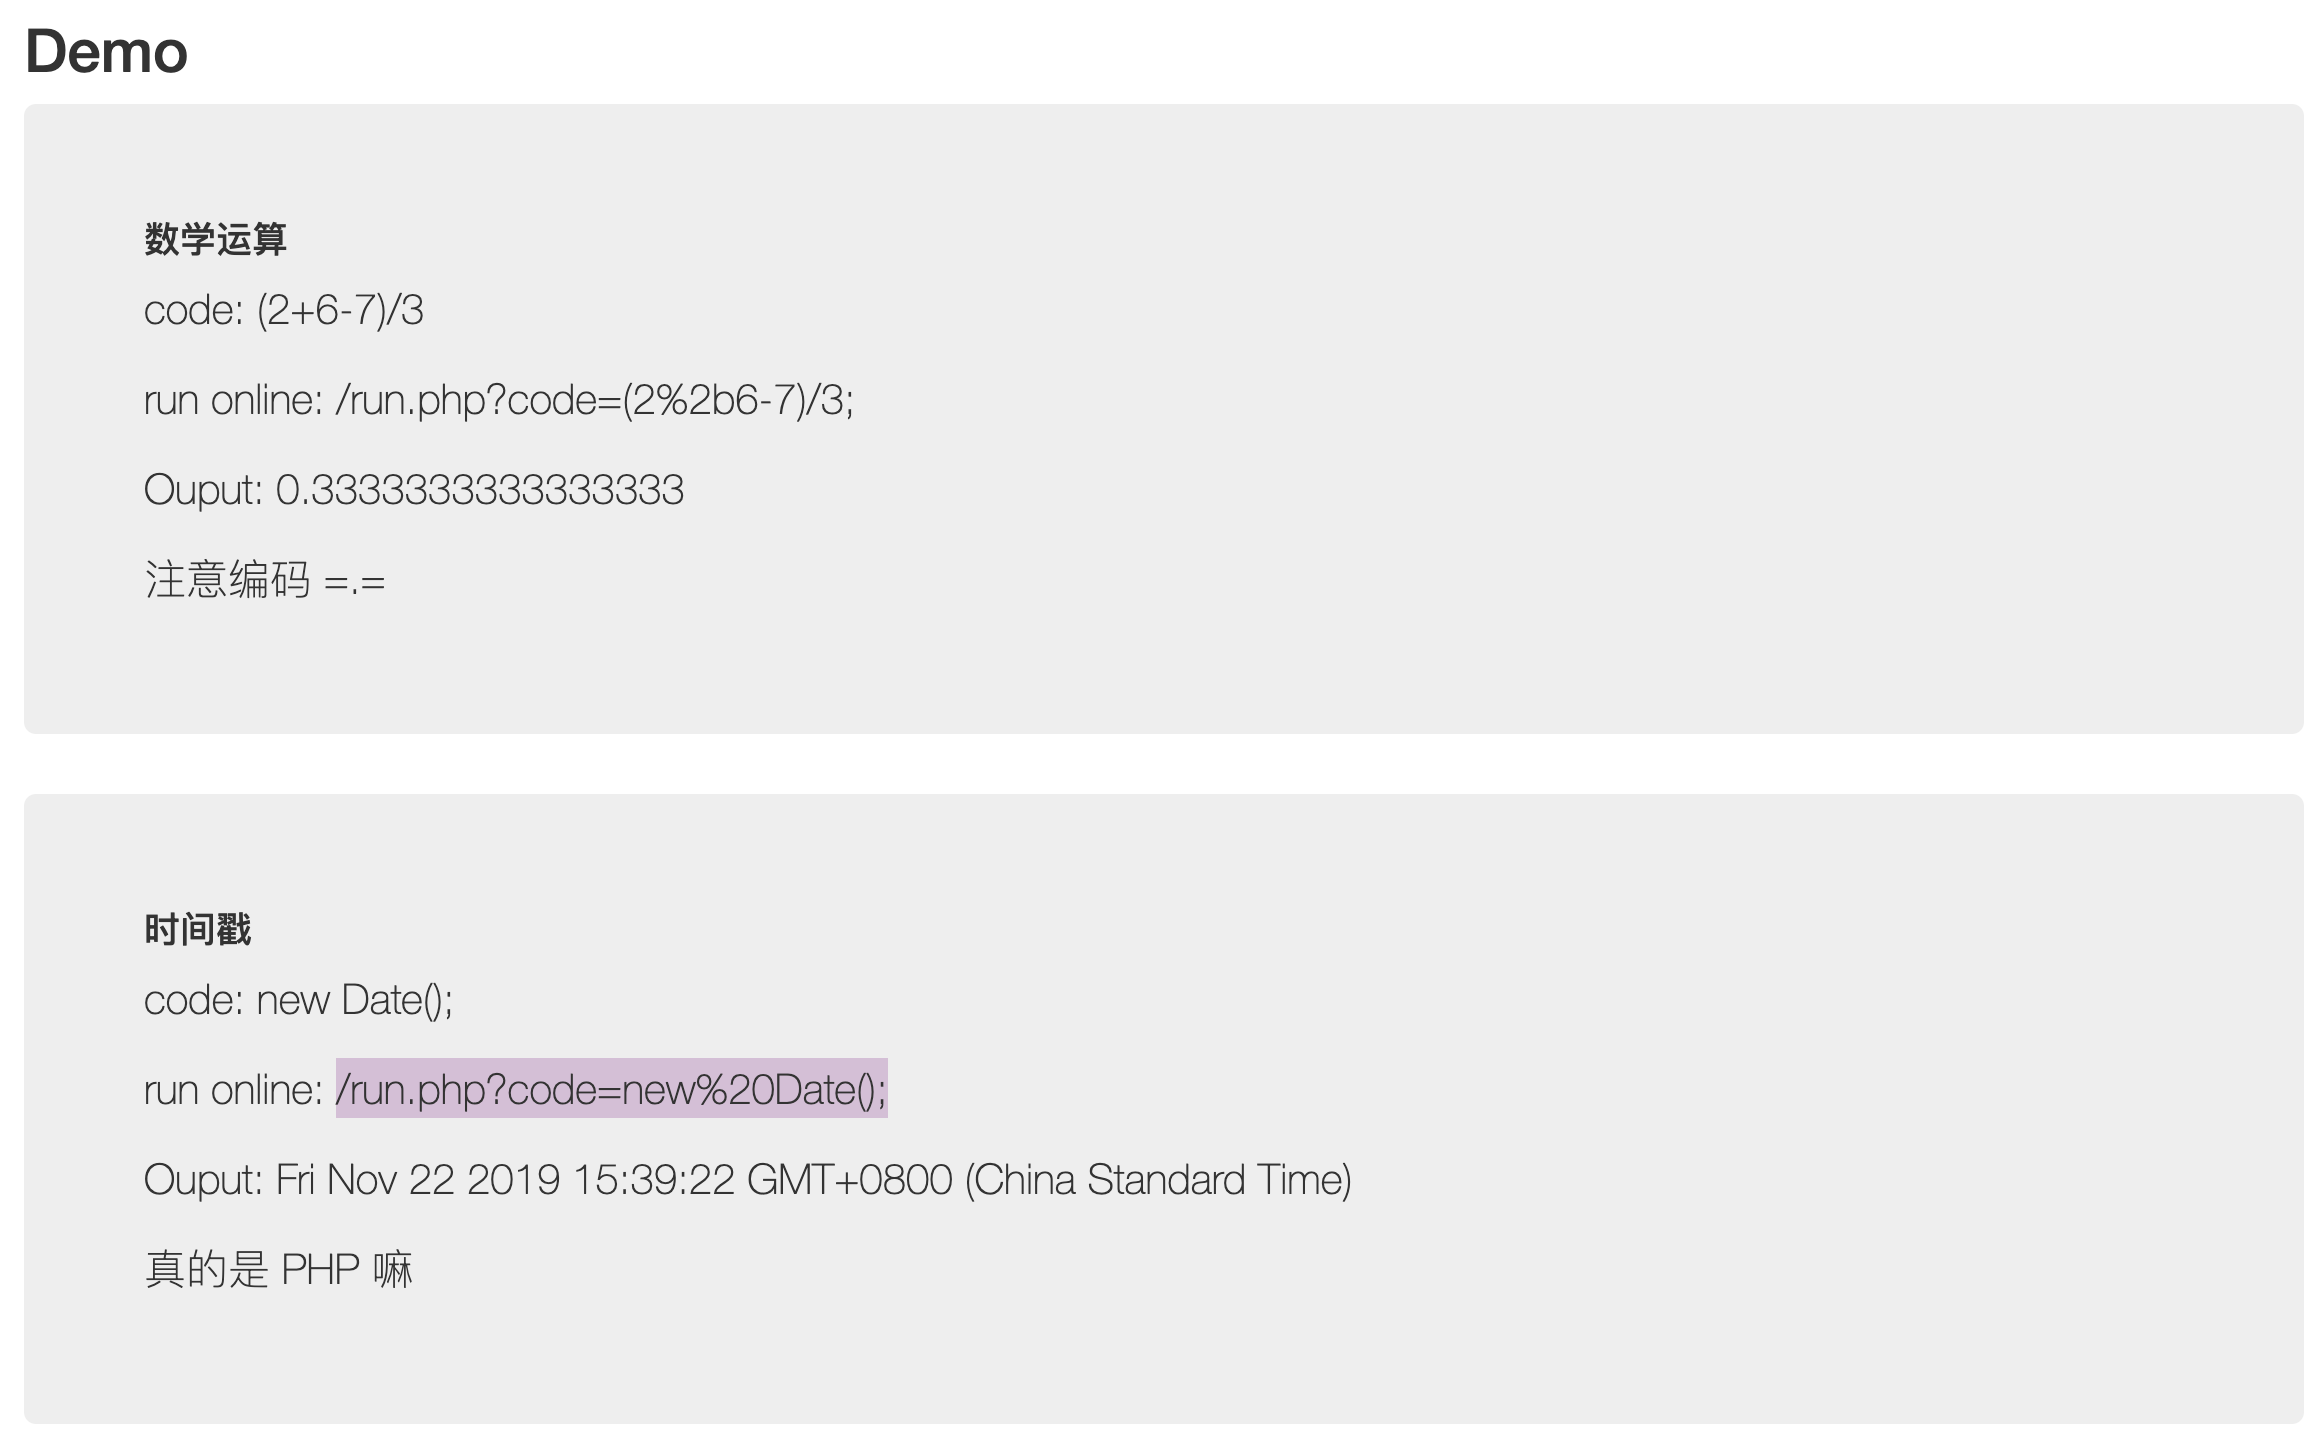 Demo
数学运算
code: (2+6-7)/3
run online: /run.php?code=(2%2b6-7)/3;
Ouput: 0.3333333333333333
注意编码 =.=
时间戳
code: new Date();
run online: /run.php?code=new%20Date();
Ouput: Fri Nov 22 2019 15:39:22 GMT+0800 (China Standard Time)
真的是 PHP 嘛